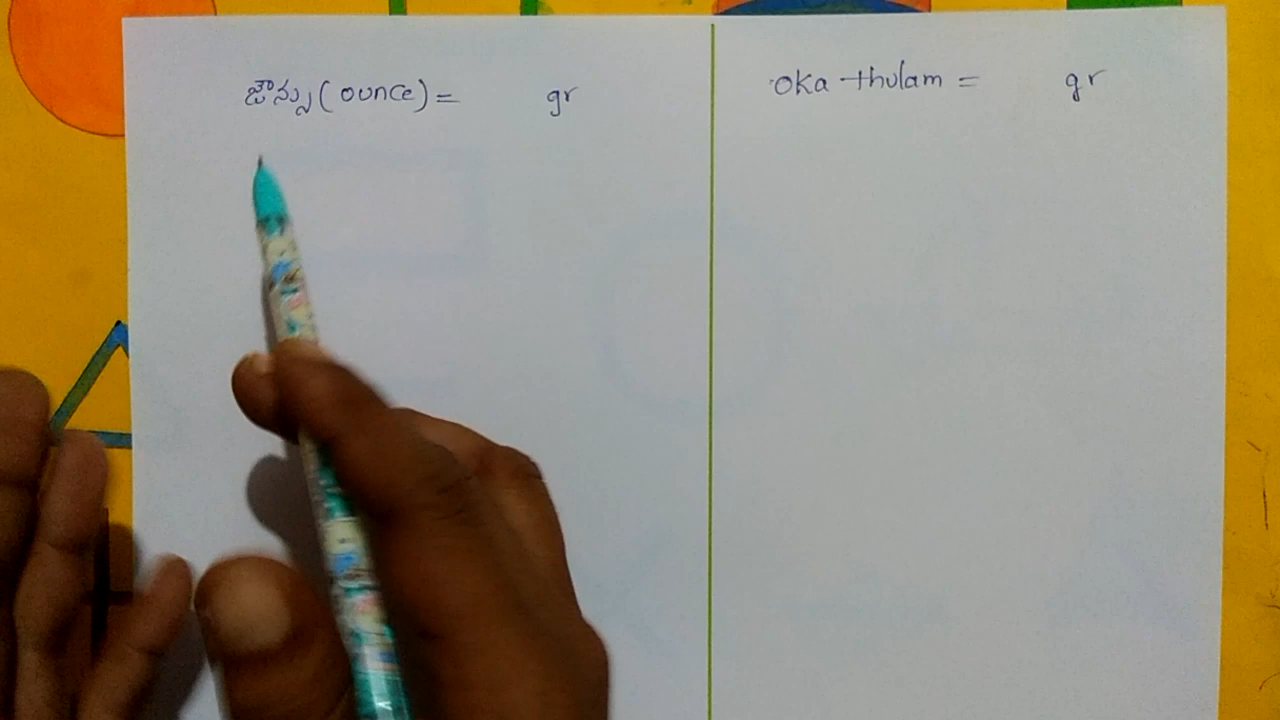 ఔన్సు (ounce) = gr
oka thulam = gr